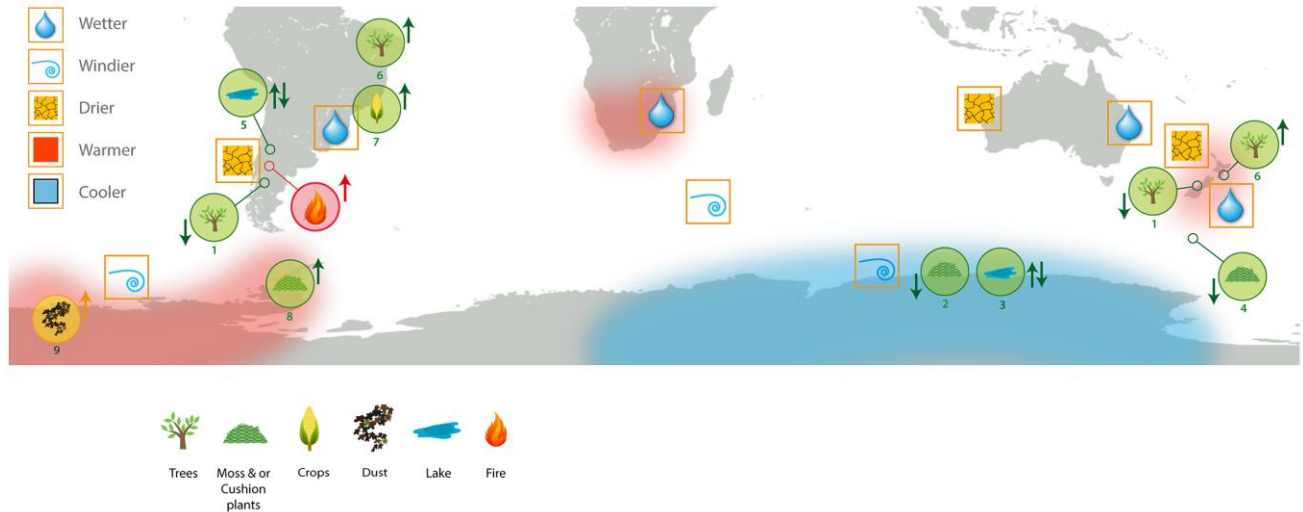 Wetter
Windier
Drier
Warmer
Cooler
6
5
7
1
8
9
2
3
6
1
4
Trees
Moss & or
Cushion
plants
Crops
Dust
Lake
Fire